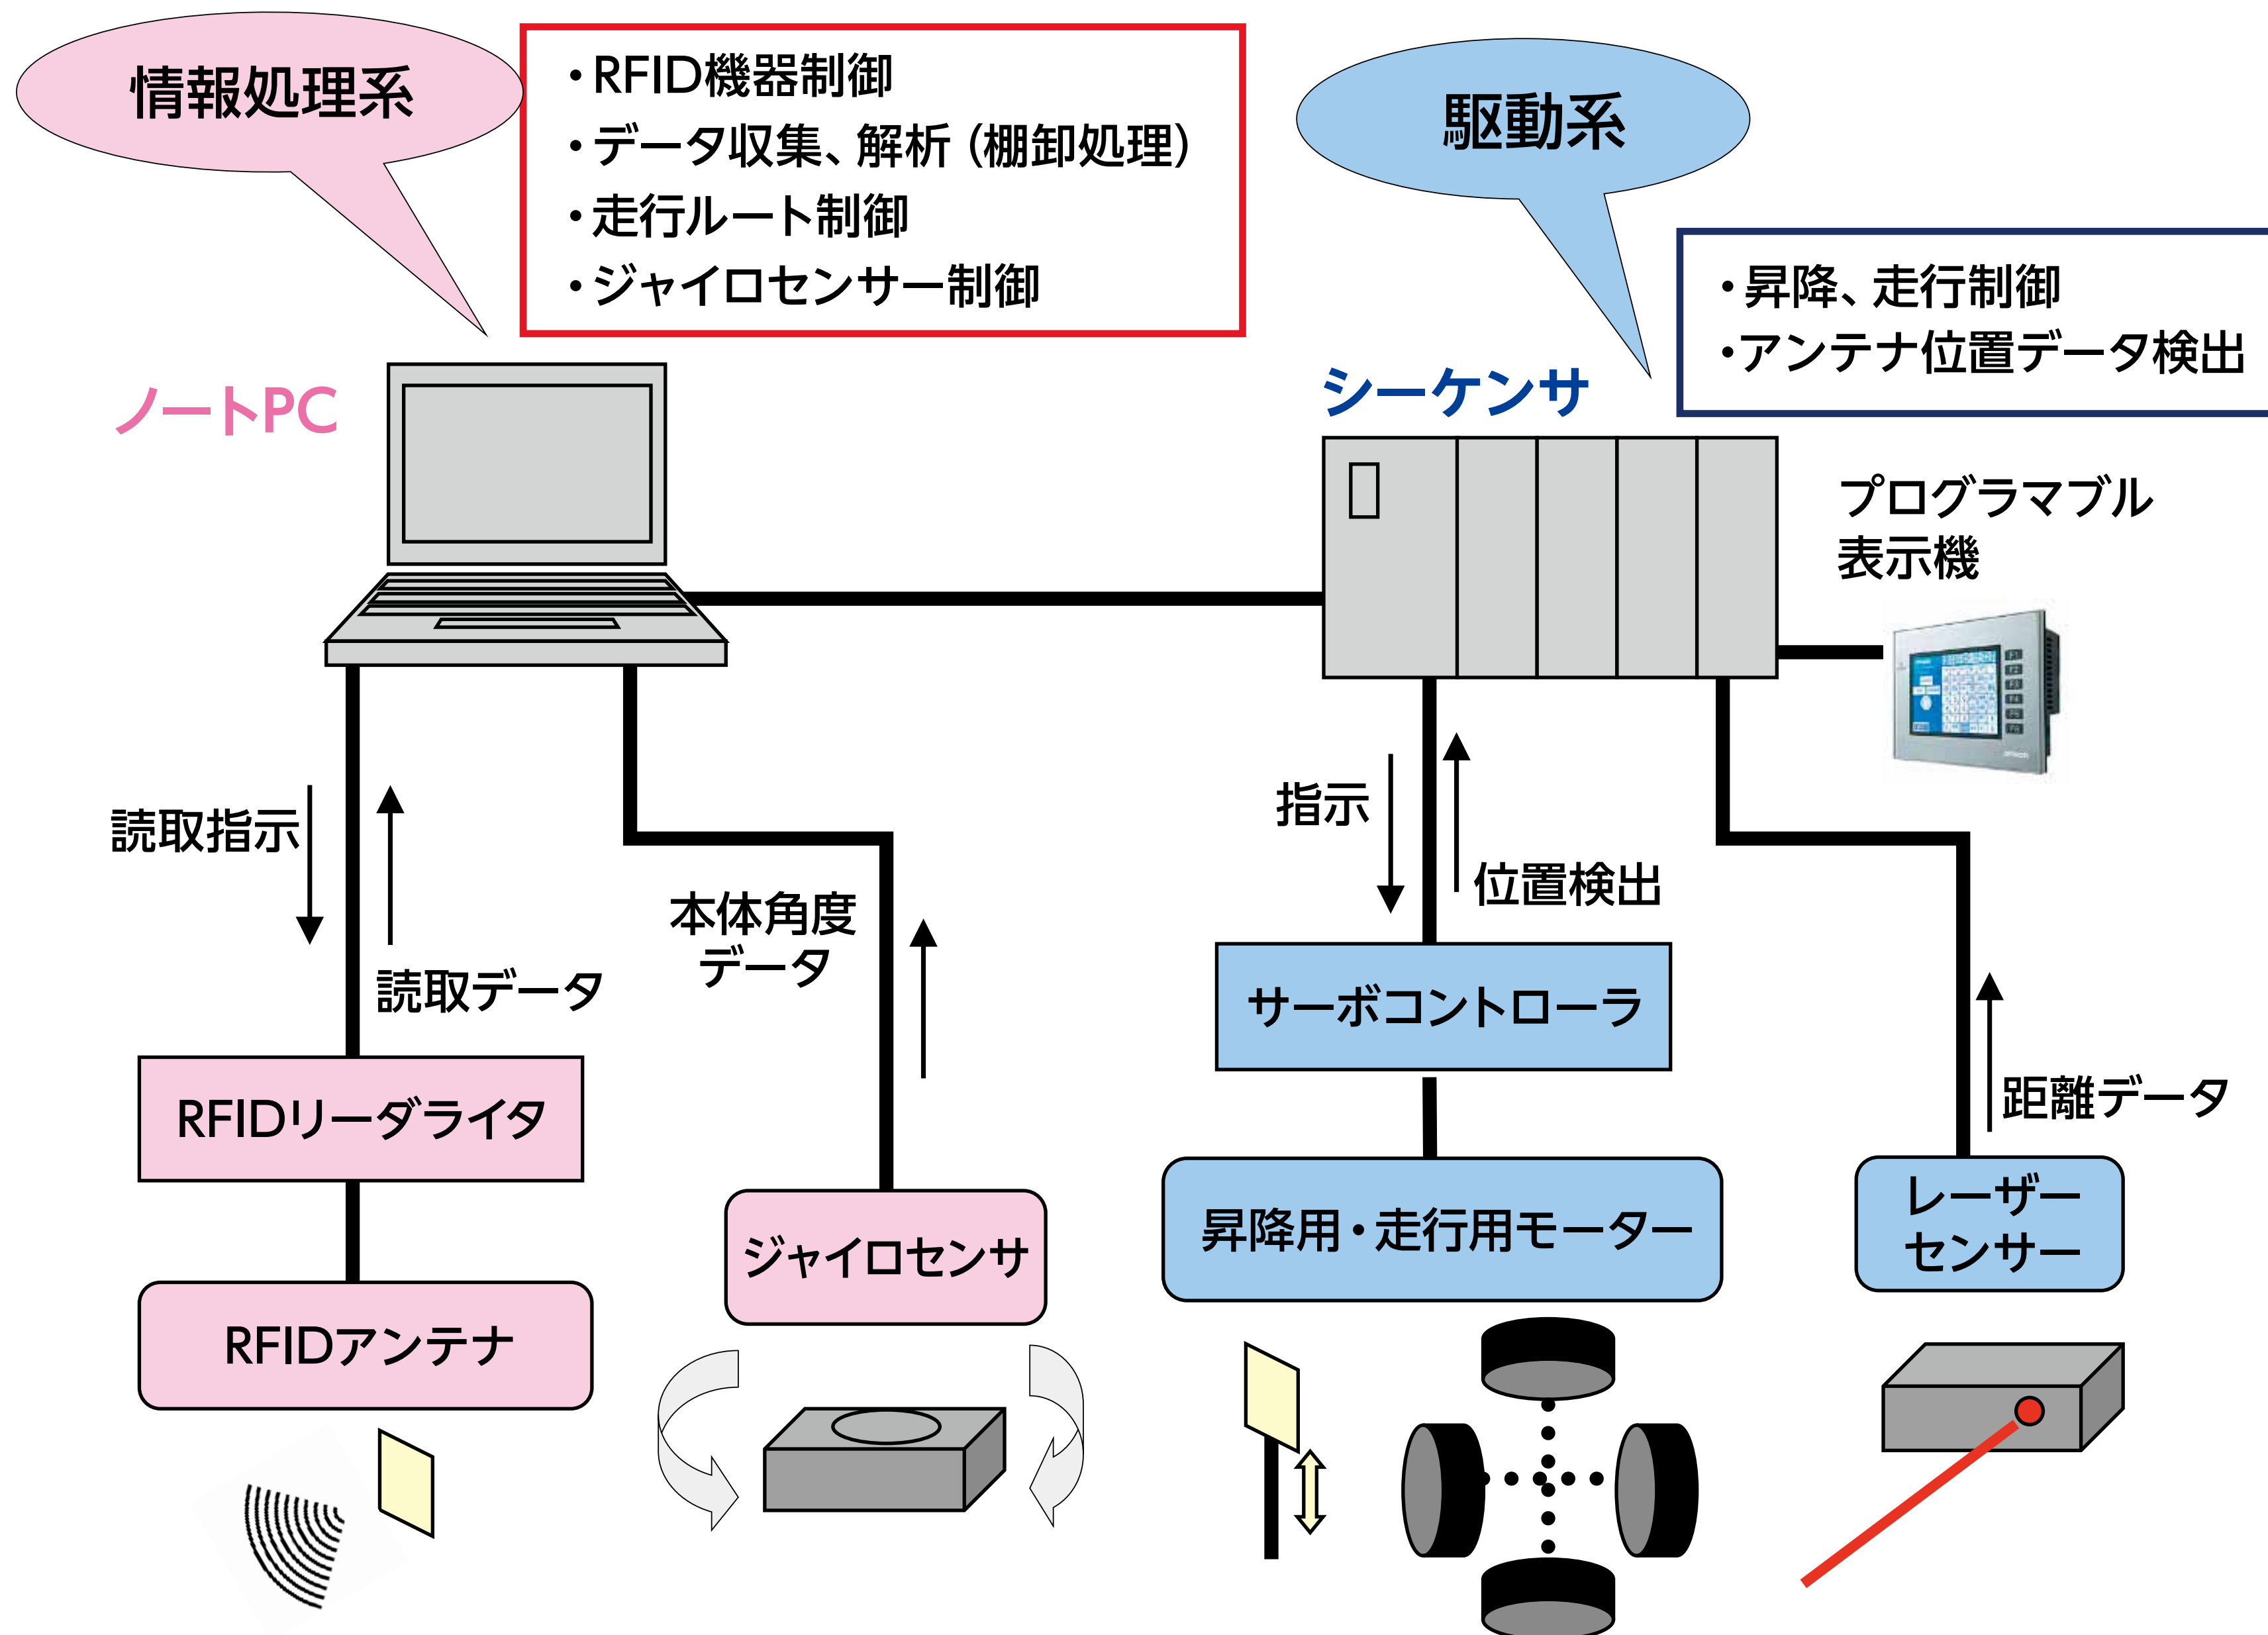 情報処理系
・RFID機器制御
・データ収集、解析（棚卸処理）
・走行ルート制御
・ジャイロセンサー制御
駆動系
・昇降、走行制御
・アンテナ位置データ検出
ノートPC
シーケンサ
プログラマブル
表示機
読取指示
読取データ
本体角度
データ
指示
位置検出
距離データ
サーボコントローラ
RFIDリーダライタ
昇降用・走行用モーター
レーザー
センサー
ジャイロセンサ
RFIDアンテナ